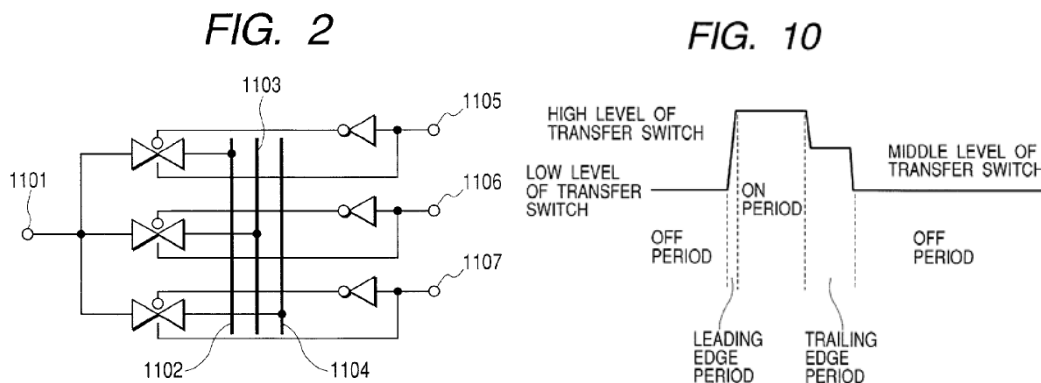 FIG. 2
1103
1105
1101
1106
1107
1102
1104
FIG. 10
HIGH LEVEL OF
TRANSFER SWITCH
MIDDLE LEVEL OF
TRANSFER SWITCH
LOW LEVEL
OF TRANSFER
SWITCH
ON
PERIOD
OFF
PERIOD
OFF
PERIOD
LEADING
EDGE
PERIOD
TRAILING
EDGE
PERIOD